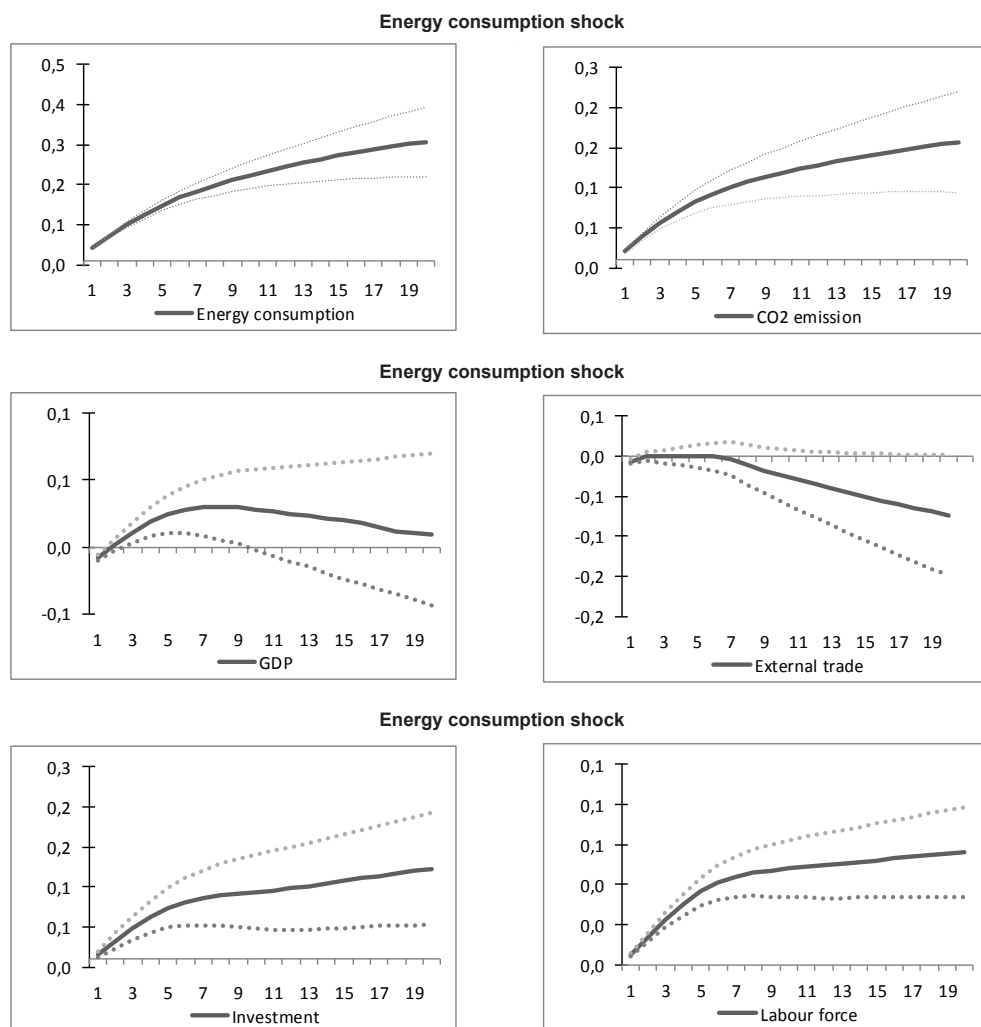 Energy consumption shock
0,5
0,4
0,3
0,2
0,1
0,0
1 3 5 7 9 11 13 15 17 19
Energy consumption
0,3
0,2
0,2
0,1
0,1
0,0
1 3 5 7 9 11 13 15 17 19
CO2 emission
Energy consumption shock
0,1
0,1
0,0
-0,1
1 3 5 7 9 11 13 15 17 19
GDP
0,1
0,0
-0,1
-0,1
-0,2
-0,2
1 3 5 7 9 11 13 15 17 19
External trade
Energy consumption shock
0,3
0,2
0,2
0,1
0,1
0,0
1 3 5 7 9 11 13 15 17 19
Investment
0,1
0,1
0,0
0,0
0,0
0,0
1 3 5 7 9 11 13 15 17 19
Labour force